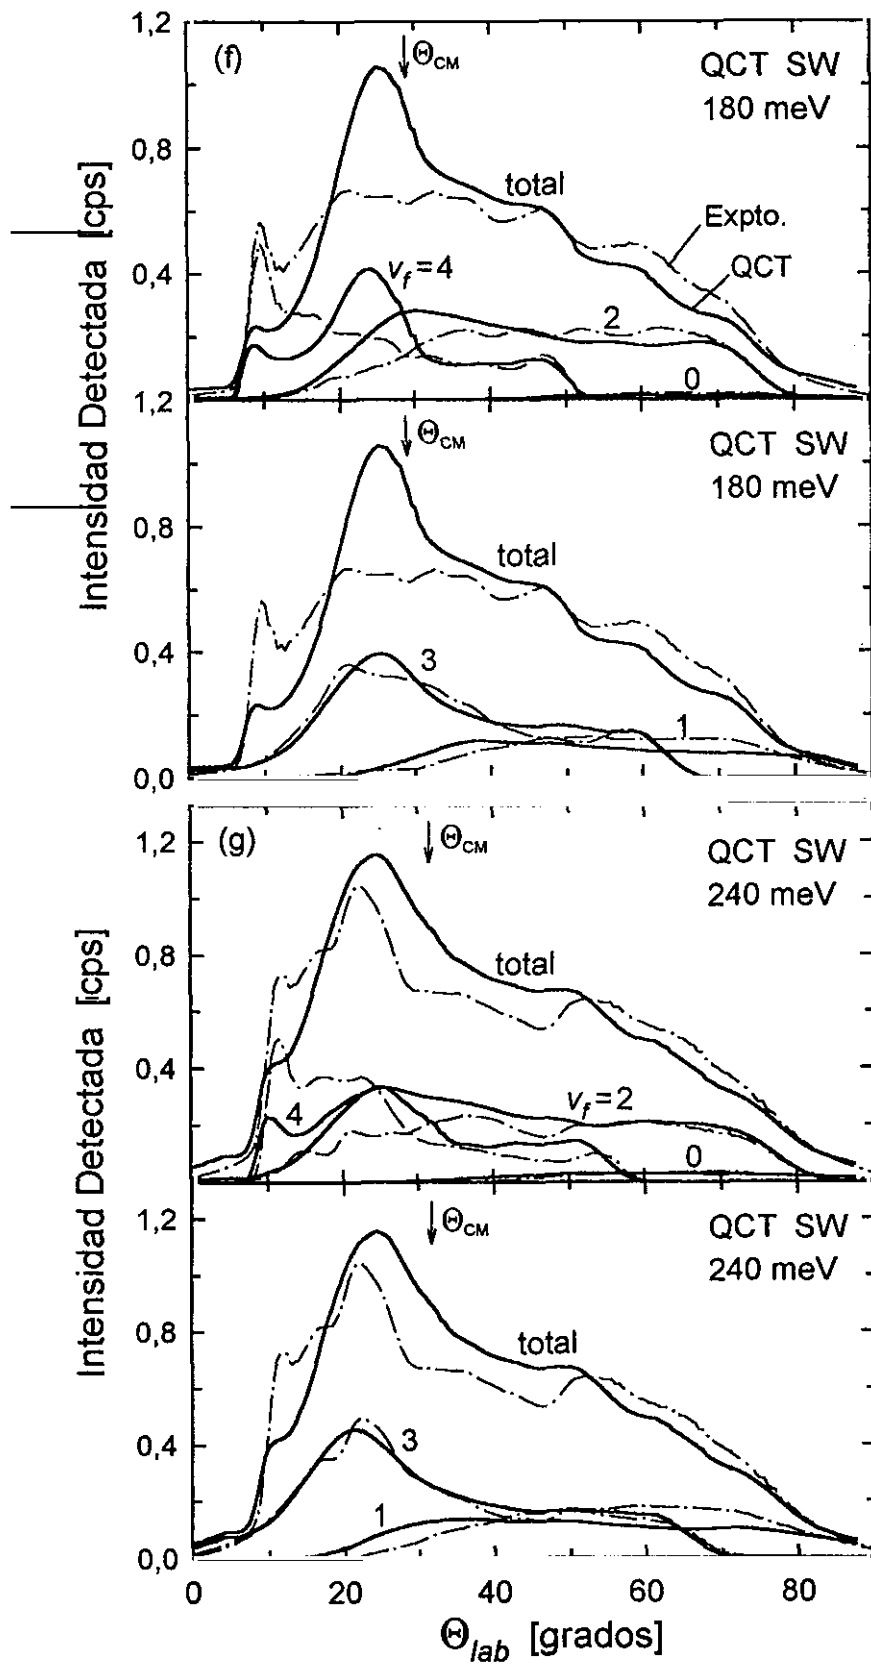 1,2
(f)
Θ_CM
QCT SW
180 meV
total
0,8
Expto.
QCT
v_f=4
0,4
2
0
1,2
Θ_CM
QCT SW
180 meV
total
0,8
3
0,4
1
0,0
Intensidad Detectada [cps]
1,2
(g)
Θ_CM
QCT SW
240 meV
total
0,8
0,4
4
v_f=2
0
1,2
Θ_CM
QCT SW
240 meV
total
0,8
3
0,4
1
0,0
Intensidad Detectada [cps]
0 20 40 60 80
Θ_lab [grados]